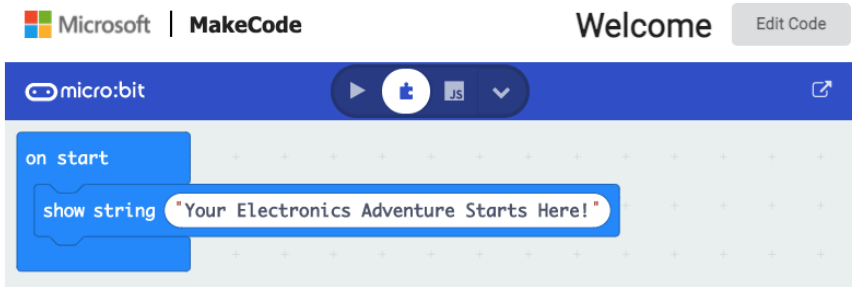 Microsoft | MakeCode Welcome Edit Code
micro:bit JS
on start
show string "Your Electronics Adventure Starts Here!"